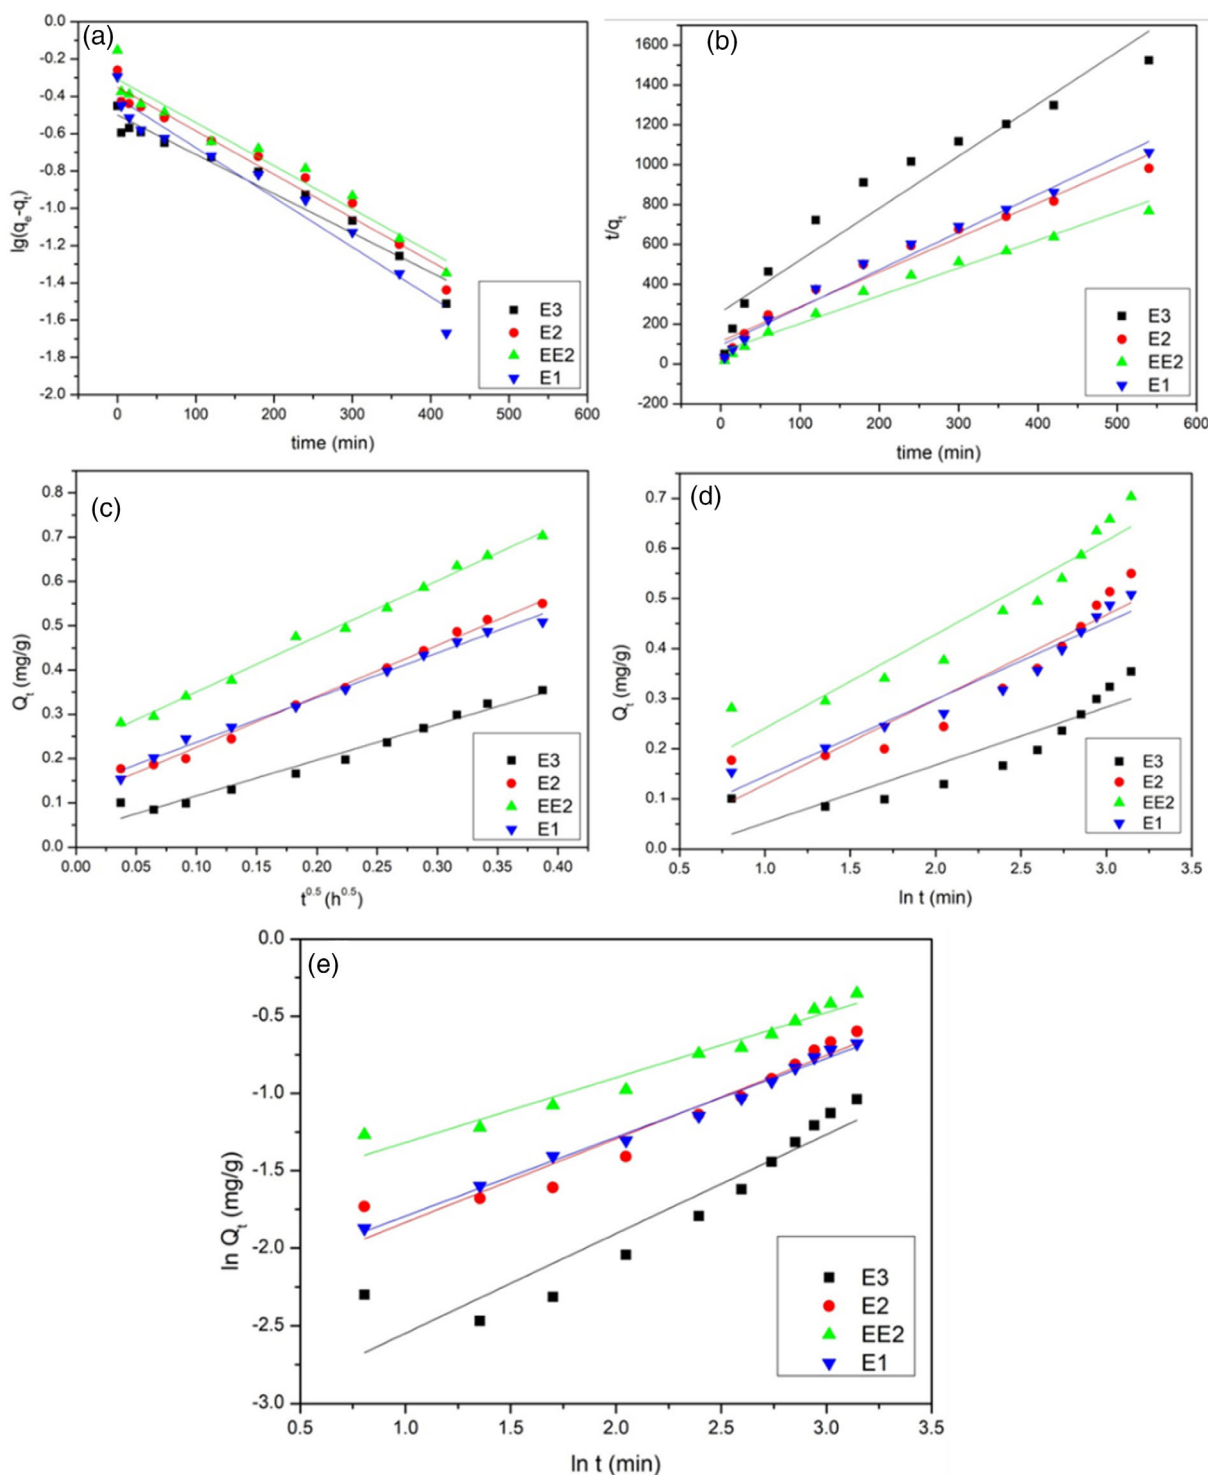 (a)
0.0
-0.2
-0.4
-0.6
-0.8
-1.0
-1.2
-1.4
-1.6
-1.8
-2.0
lg(qe-qt)
0 100 200 300 400 500 600
time (min)
E3
E2
EE2
E1
(b)
1600
1400
1200
1000
800
600
400
200
0
-200
t/qt
0 100 200 300 400 500 600
time (min)
E3
E2
EE2
E1
(c)
0.8
0.7
0.6
0.5
0.4
0.3
0.2
0.1
0.0
Qt (mg/g)
0.00 0.05 0.10 0.15 0.20 0.25 0.30 0.35 0.40
t0.5 (h0.5)
E3
E2
EE2
E1
(d)
0.7
0.6
0.5
0.4
0.3
0.2
0.1
0.0
Qt (mg/g)
0.5 1.0 1.5 2.0 2.5 3.0 3.5
ln t (min)
E3
E2
EE2
E1
(e)
0.0
-0.5
-1.0
-1.5
-2.0
-2.5
-3.0
ln Qt (mg/g)
0.5 1.0 1.5 2.0 2.5 3.0 3.5
ln t (min)
E3
E2
EE2
E1